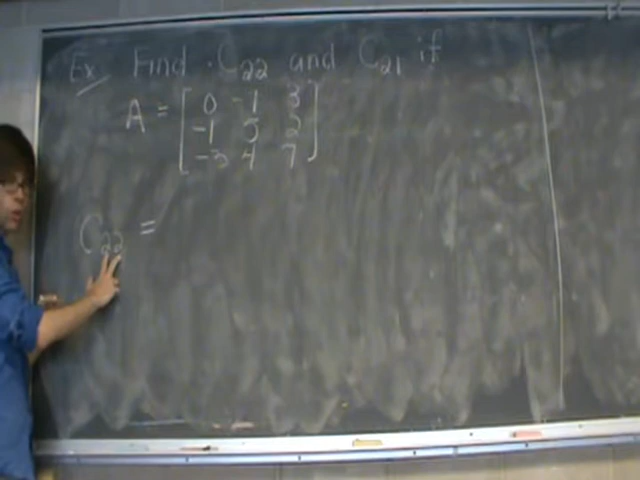 Ex Find C22 and C21 if
A = [ 0 -1 3
-1 5 2
-3 4 7 ]
C22 =